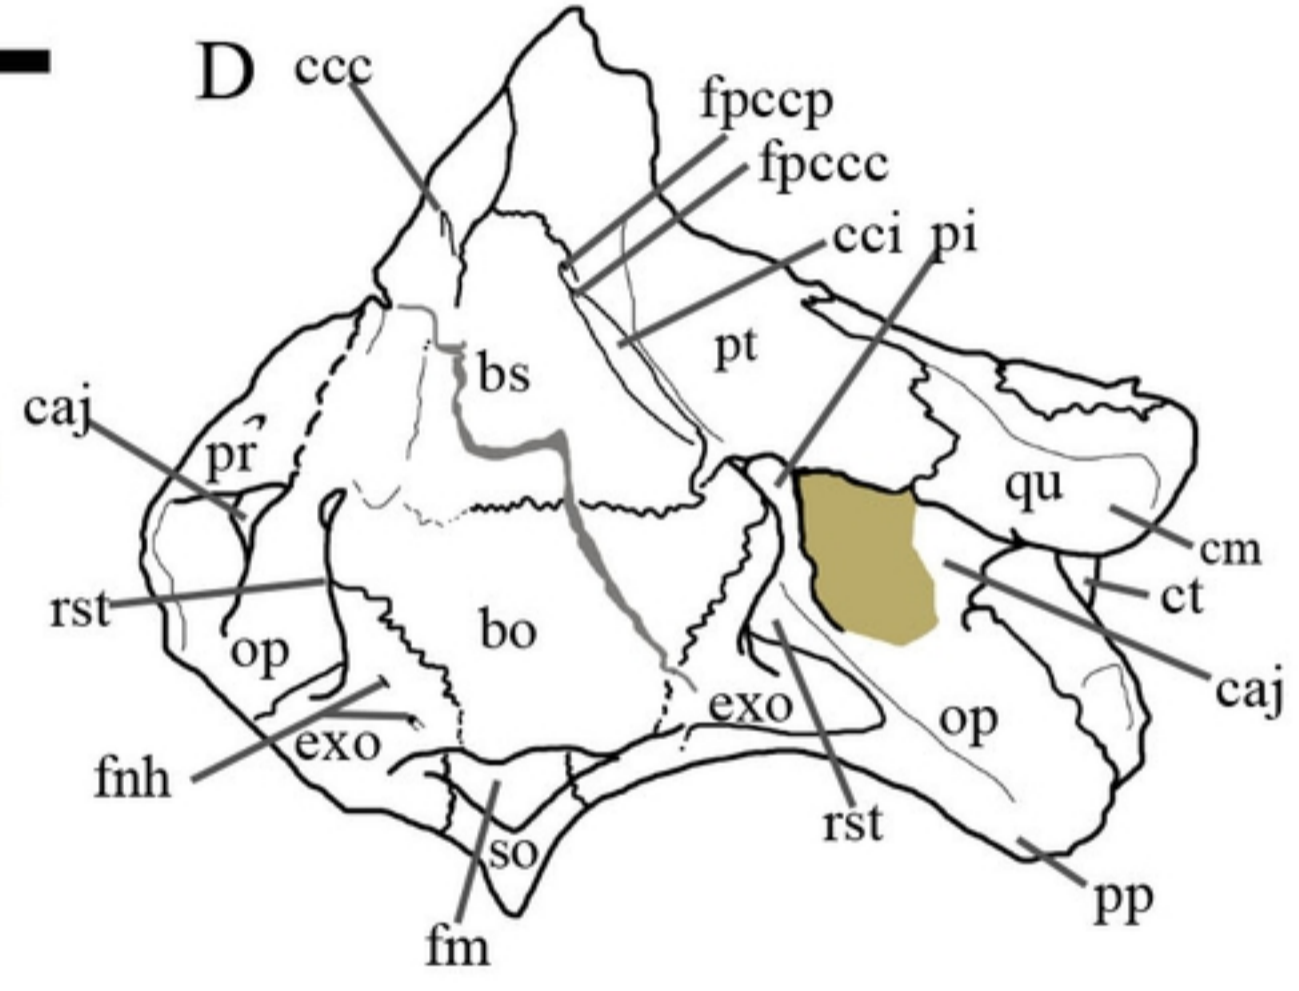 D
ccc
fpccp
fpccc
cci
pi
bs
pt
caj
pr
qu
cm
ct
rst
op
bo
exo
op
caj
exo
fnh
rst
so
pp
fm